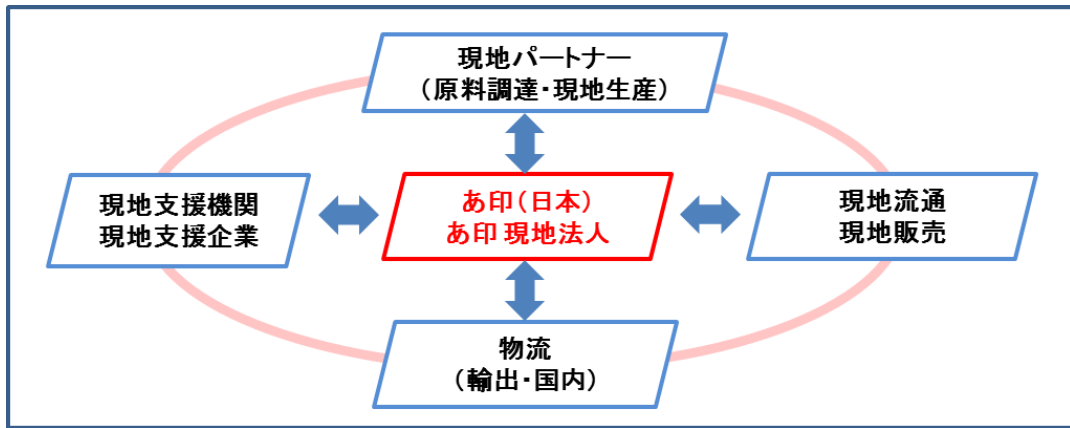 現地パートナー
（原料調達・現地生産）
現地支援機関
現地支援企業
あ印（日本）
あ印 現地法人
現地流通
現地販売
物流
（輸出・国内）